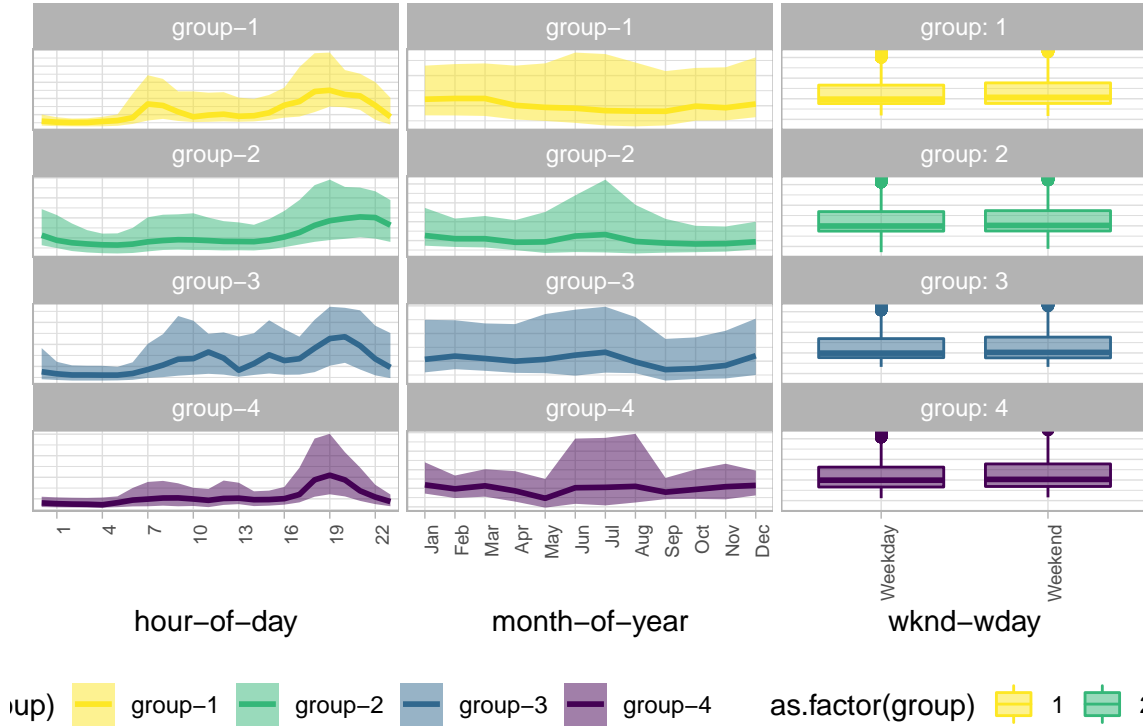 group−1 group−1 group: 1
group−2 group−2 group: 2
group−3 group−3 group: 3
group−4 group−4 group: 4
1 4 7 10 13 16 19 22 Jan Feb Mar Apr May Jun Jul Aug Sep Oct Nov Dec Weekday Weekend
hour−of−day month−of−year wknd−wday
oup) group−1 group−2 group−3 group−4 as.factor(group) 1 2